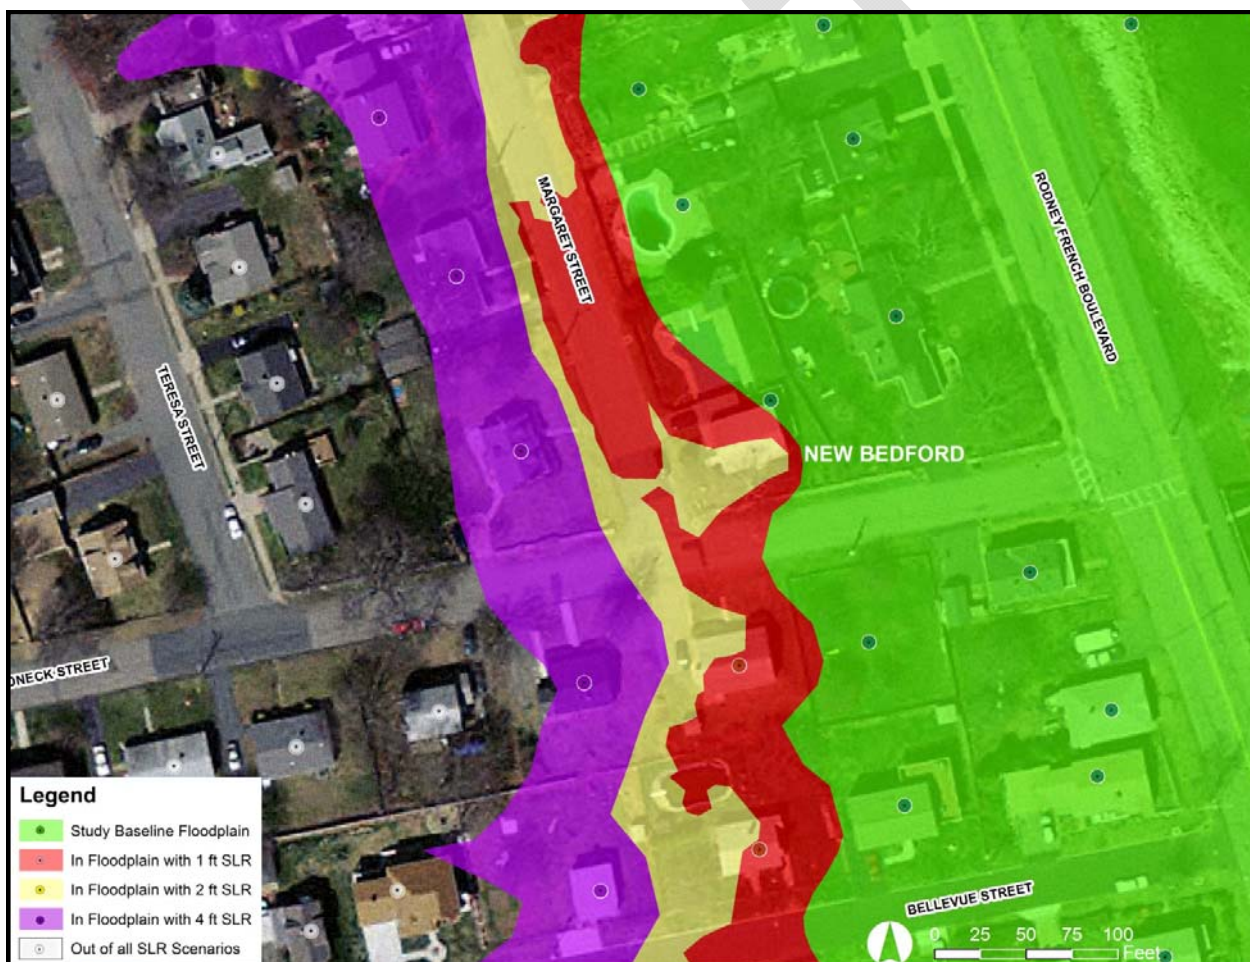 MARGARET STREET
RODNEY FRENCH BOULEVARD
TERESA STREET
NEW BEDFORD
ONECK STREET
BELLEVUE STREET
Legend
Study Baseline Floodplain
In Floodplain with 1 ft SLR
In Floodplain with 2 ft SLR
In Floodplain with 4 ft SLR
Out of all SLR Scenarios
0 25 50 75 100
Feet